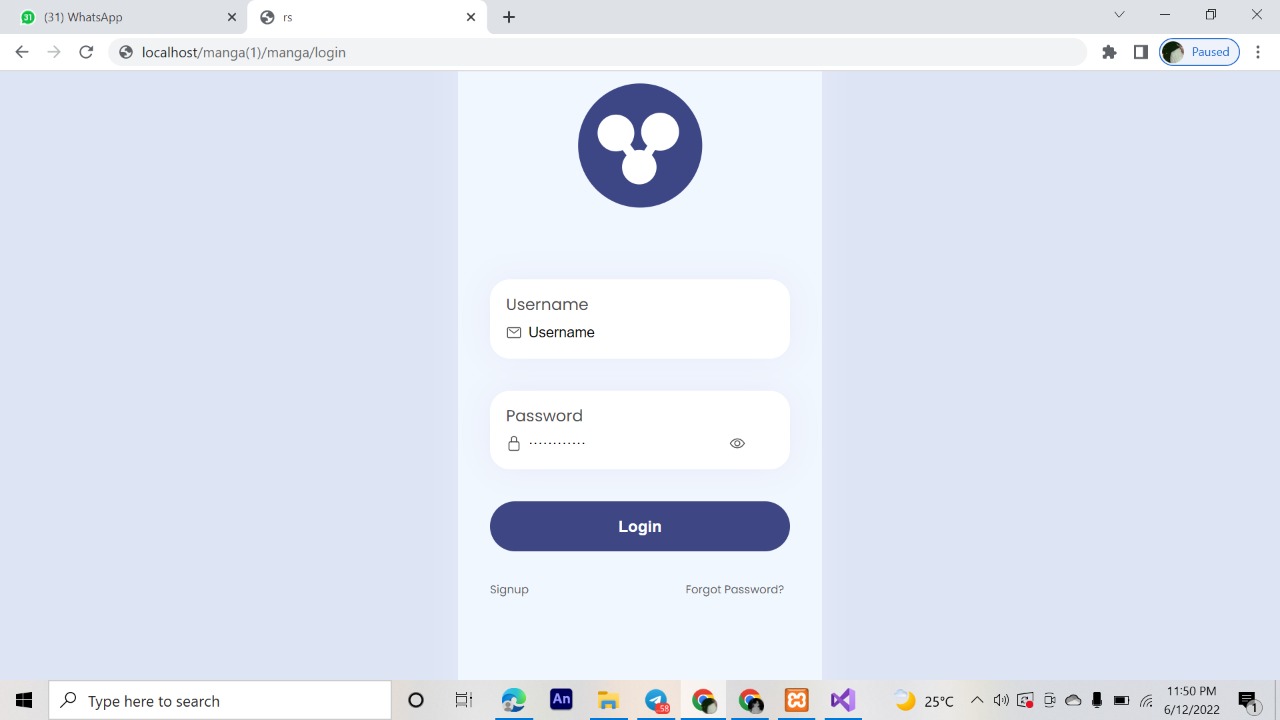 (31) WhatsApp
rs
localhost/manga(1)/manga/login
Paused
Username
Username
Password
Login
Signup
Forgot Password?
Type here to search
An
58
25°C
11:50 PM
6/12/2022
1